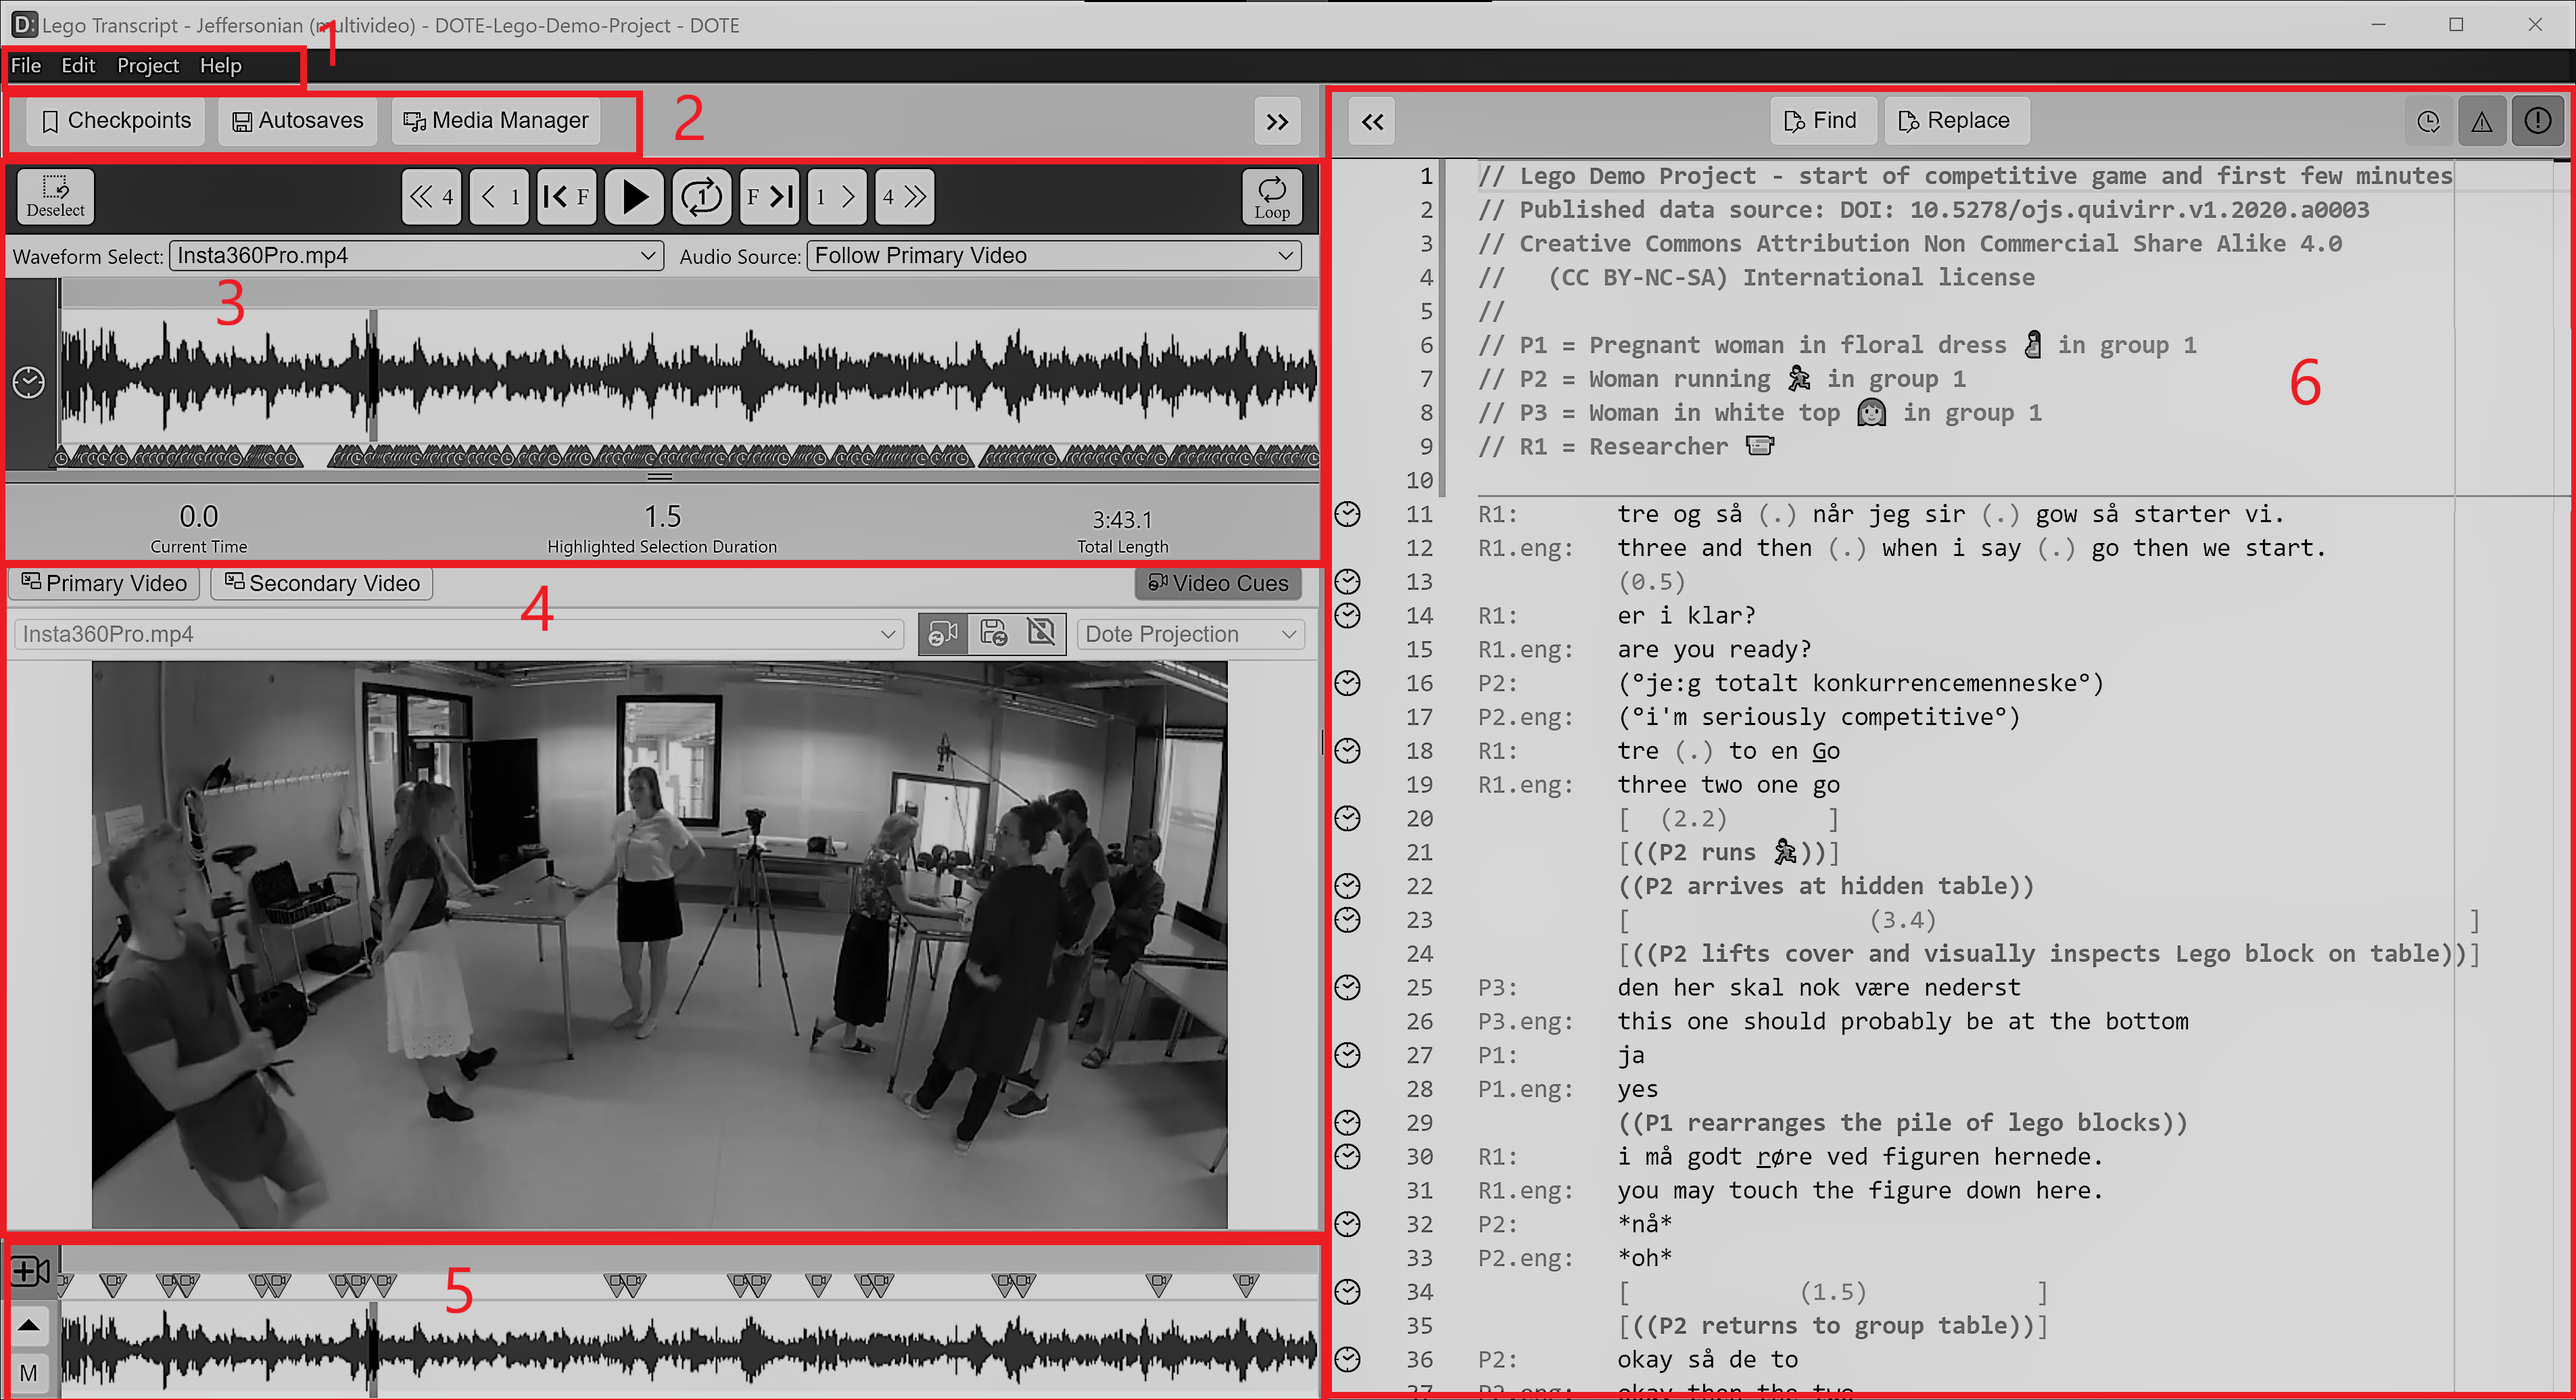 Lego Transcript - Jeffersonian (multivideo) - DOTE-Lego-Demo-Project - DOTE
1
File Edit Project Help
Checkpoints Autosaves Media Manager
2
Find Replace
Deselect
4 1 F 1 F 1 4
Loop
Waveform Select: Insta360Pro.mp4 Audio Source: Follow Primary Video
3
0.0 1.5 3:43.1
Current Time Highlighted Selection Duration Total Length
Primary Video Secondary Video Video Cues
4
Insta360Pro.mp4 Dote Projection
5
M
6
1 // Lego Demo Project - start of competitive game and first few minutes
2 // Published data source: DOI: 10.5278/ojs.quivirr.v1.2020.a0003
3 // Creative Commons Attribution Non Commercial Share Alike 4.0
4 // (CC BY-NC-SA) International license
5 //
6 // P1 = Pregnant woman in floral dress in group 1
7 // P2 = Woman running 🏃 in group 1
8 // P3 = Woman in white top 👩 in group 1
9 // R1 = Researcher
10
11 R1: tre og så (.) når jeg sir (.) gow så starter vi.
12 R1.eng: three and then (.) when i say (.) go then we start.
13 (0.5)
14 R1: er i klar?
15 R1.eng: are you ready?
16 P2: (°je:g totalt konkurrencemenneske°)
17 P2.eng: (°i'm seriously competitive°)
18 R1: tre (.) to en Go
19 R1.eng: three two one go
20 [ (2.2) ]
21 [((P2 runs 🏃))]
22 ((P2 arrives at hidden table))
23 [ (3.4) ]
24 [((P2 lifts cover and visually inspects Lego block on table))]
25 P3: den her skal nok være nederst
26 P3.eng: this one should probably be at the bottom
27 P1: ja
28 P1.eng: yes
29 ((P1 rearranges the pile of lego blocks))
30 R1: i må godt røre ved figuren hernede.
31 R1.eng: you may touch the figure down here.
32 P2: *nå*
33 P2.eng: *oh*
34 [ (1.5) ]
35 [((P2 returns to group table))]
36 P2: okay så de to
37 P2.eng: okay then the two